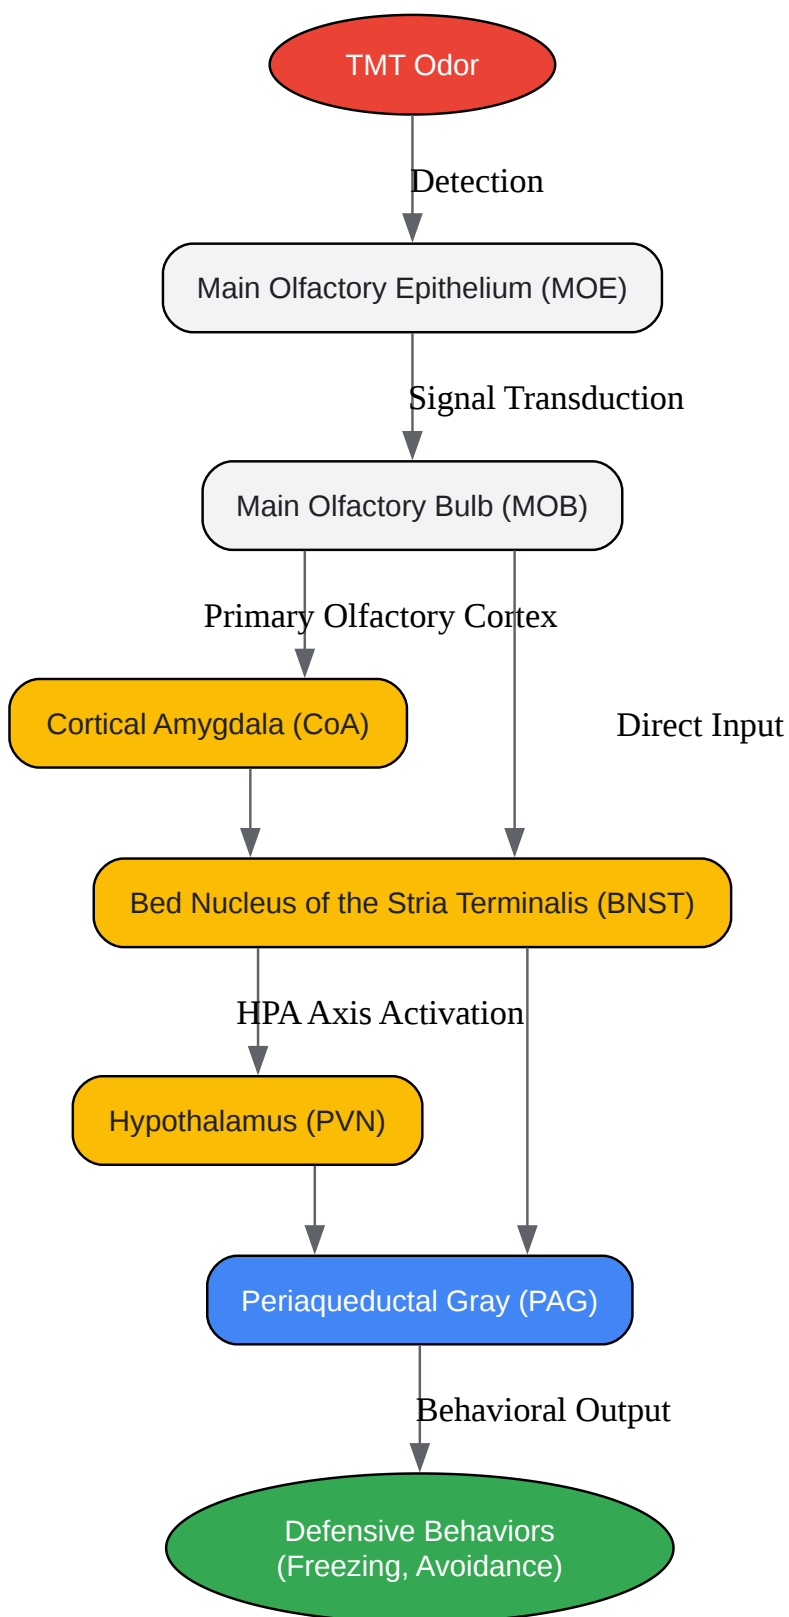 TMT Odor
Detection
Main Olfactory Epithelium (MOE)
Signal Transduction
Main Olfactory Bulb (MOB)
Primary Olfactory Cortex
Cortical Amygdala (CoA)
Direct Input
Bed Nucleus of the Stria Terminalis (BNST)
HPA Axis Activation
Hypothalamus (PVN)
Periaqueductal Gray (PAG)
Behavioral Output
Defensive Behaviors
(Freezing, Avoidance)